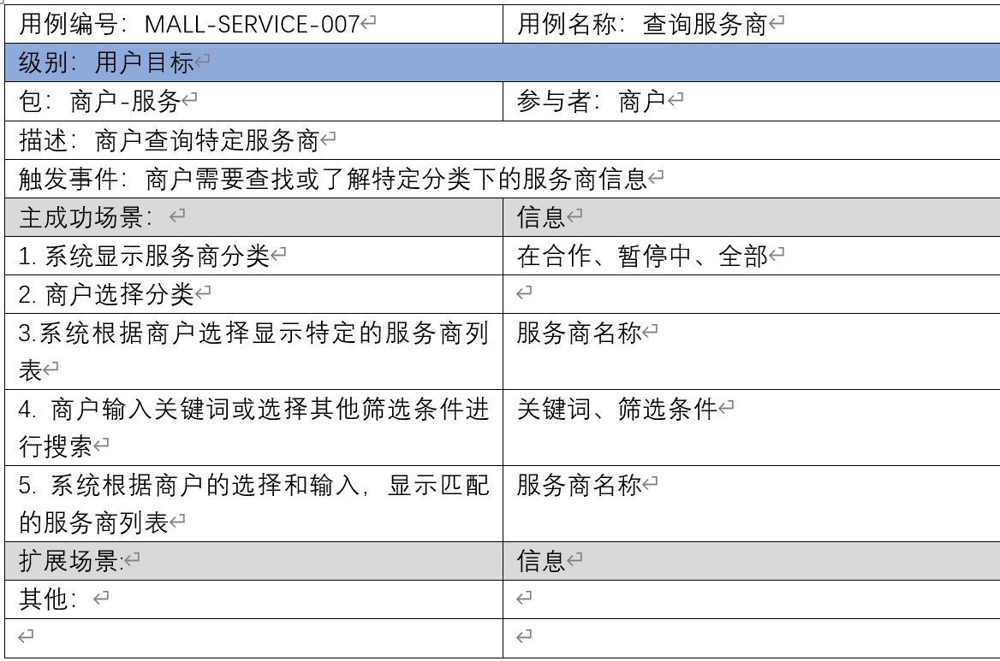 用例编号：MALL-SERVICE-007
用例名称：查询服务商
级别：用户目标
包：商户-服务
参与者：商户
描述：商户查询特定服务商
触发事件：商户需要查找或了解特定分类下的服务商信息
主成功场景：
信息
1. 系统显示服务商分类
在合作、暂停中、全部
2. 商户选择分类
3.系统根据商户选择显示特定的服务商列
表
服务商名称
4. 商户输入关键词或选择其他筛选条件进
行搜索
关键词、筛选条件
5. 系统根据商户的选择和输入，显示匹配
的服务商列表
服务商名称
扩展场景:
信息
其他：